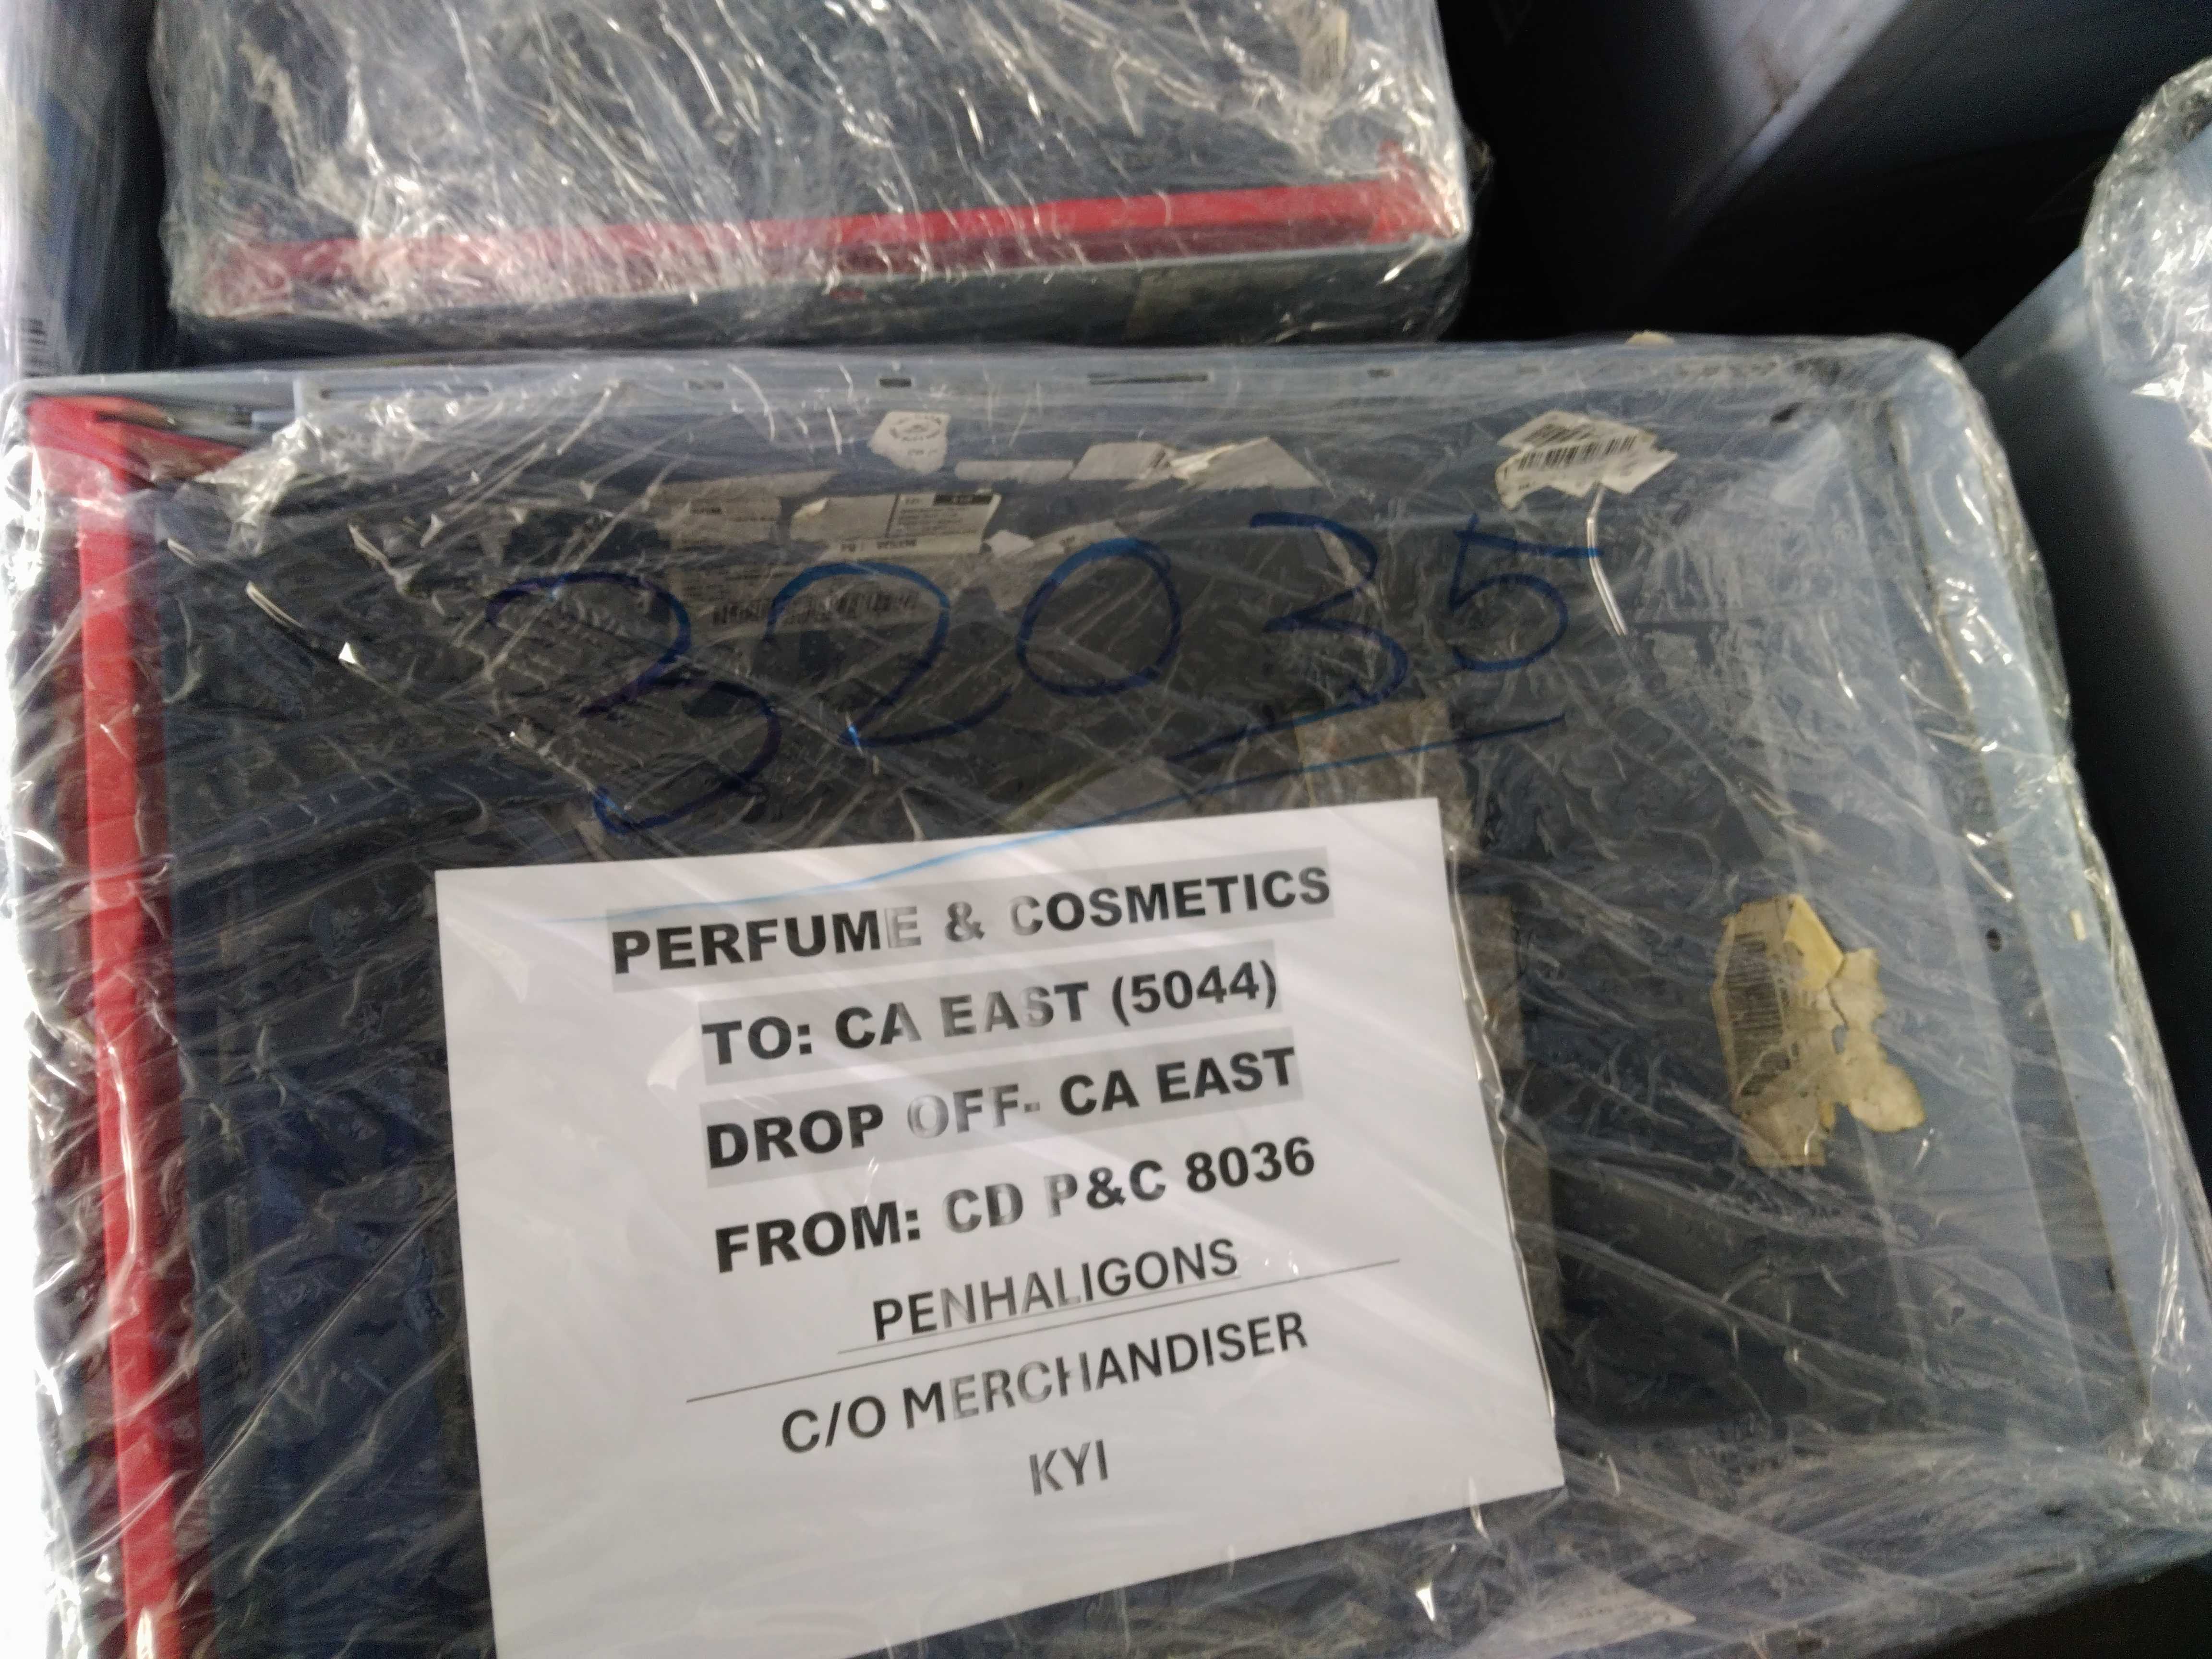 32035
PERFUME & COSMETICS
TO: CA EAST (5044)
DROP OFF- CA EAST
FROM: CD P&C 8036
PENHALIGONS
C/O MERCHANDISER
KYI